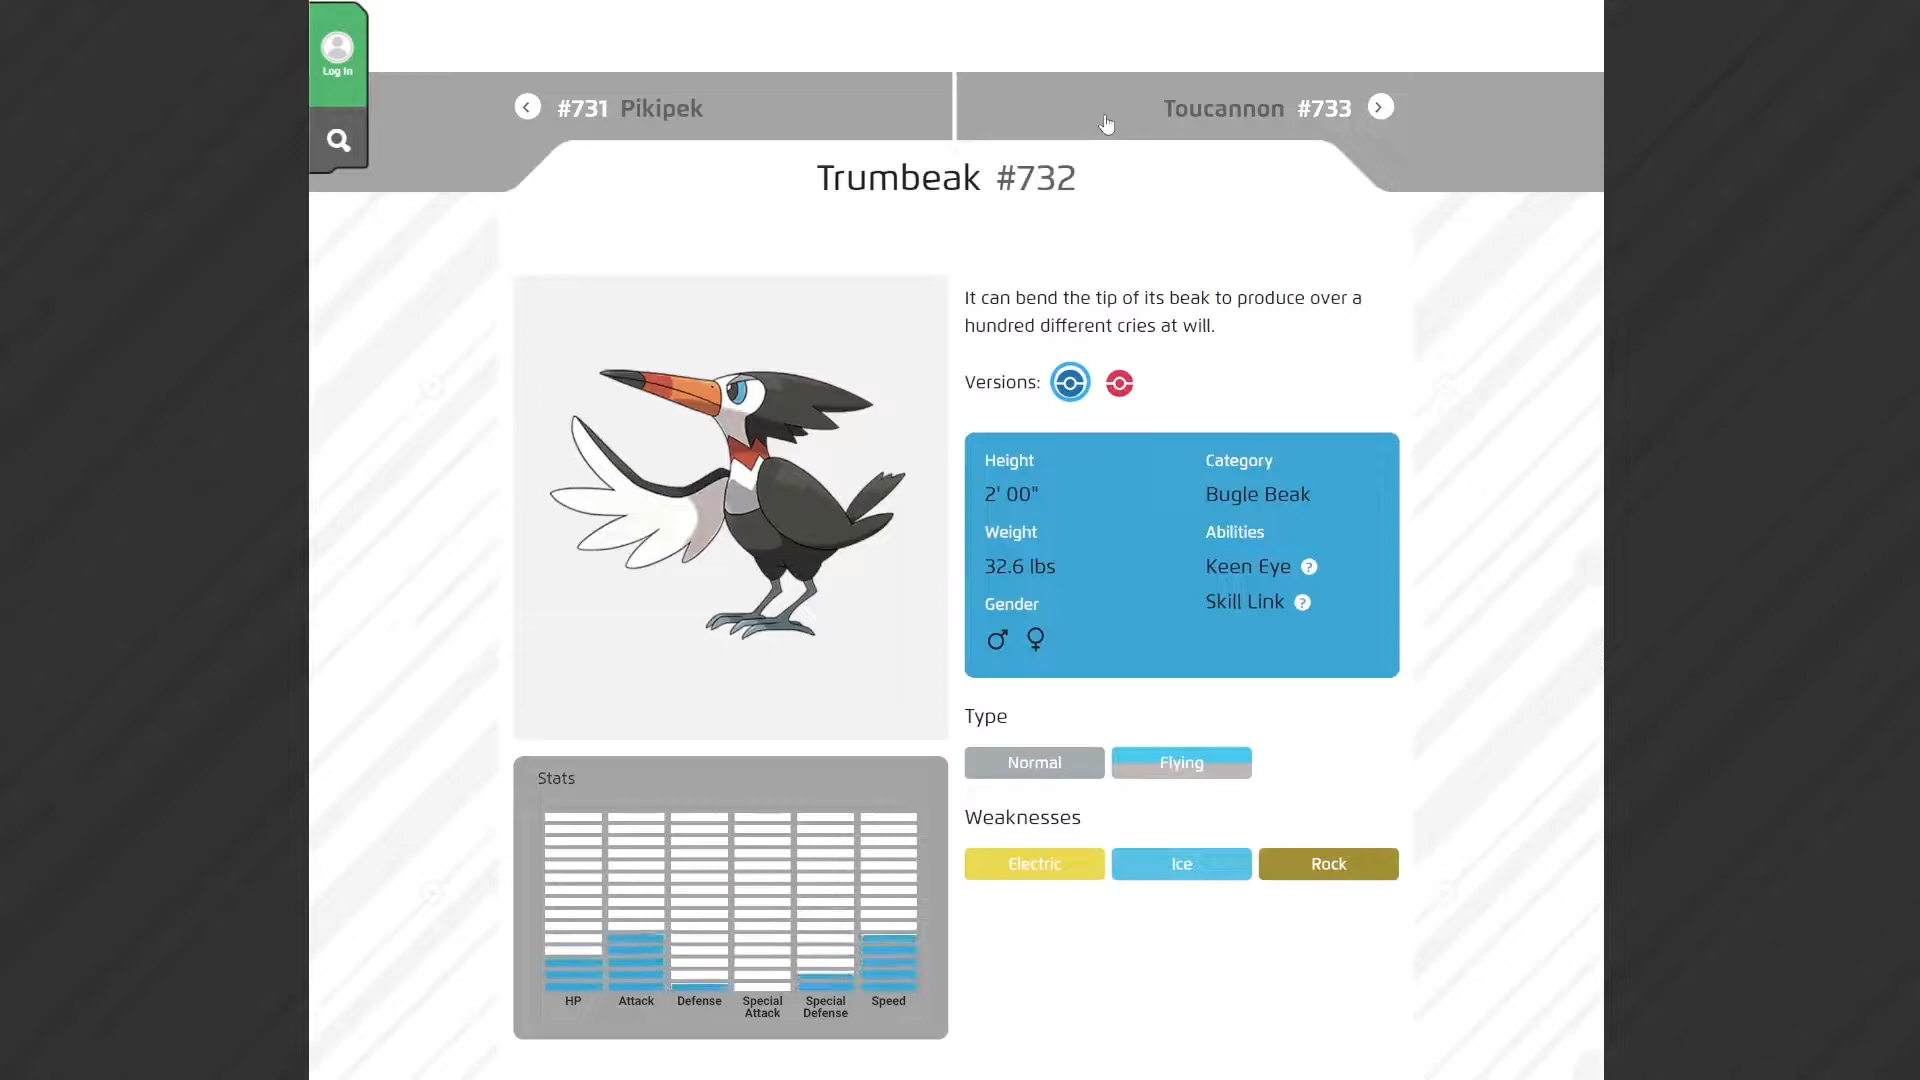 Log In
#731 Pikipek
Toucannon #733
Trumbeak #732
It can bend the tip of its beak to produce over a
hundred different cries at will.
Versions:
Height
2' 00"
Weight
32.6 lbs
Gender
Category
Bugle Beak
Abilities
Keen Eye ?
Skill Link ?
Type
Normal
Flying
Weaknesses
Electric
Ice
Rock
Stats
HP
Attack
Defense
Special
Attack
Special
Defense
Speed